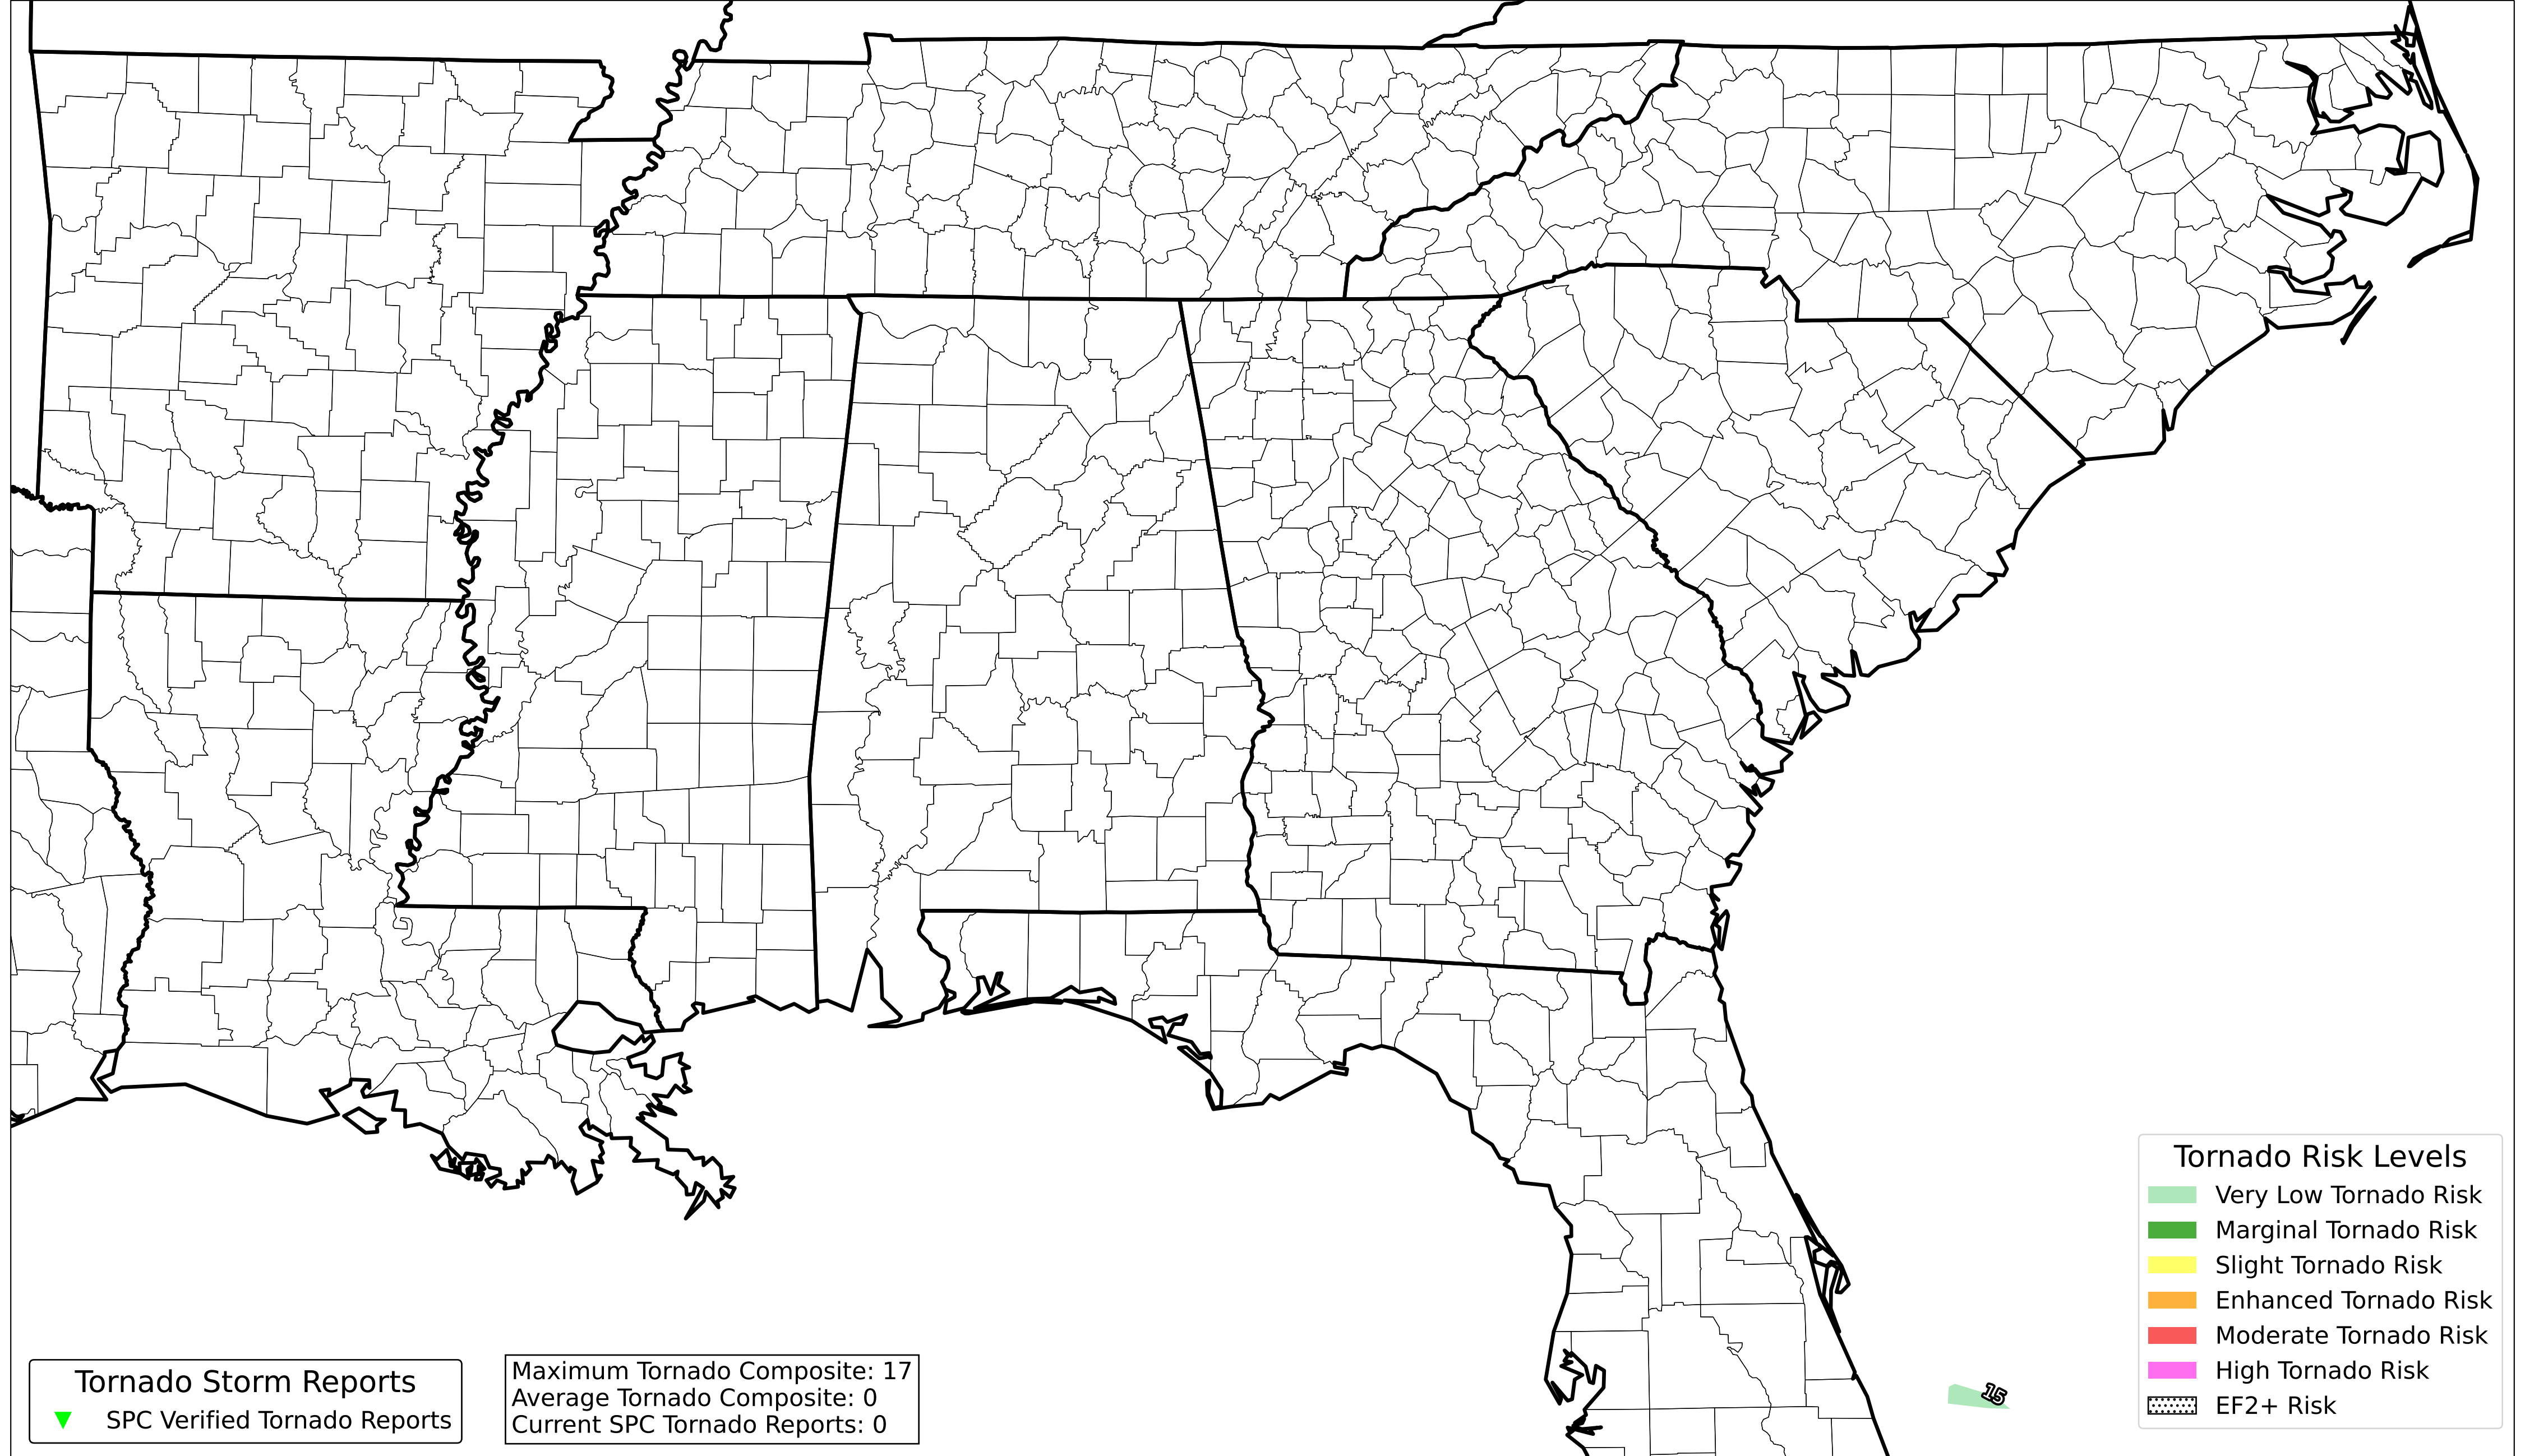 Tornado Risk Levels
Very Low Tornado Risk
Marginal Tornado Risk
Slight Tornado Risk
Enhanced Tornado Risk
Moderate Tornado Risk
High Tornado Risk
EF2+ Risk
15
Tornado Storm Reports
SPC Verified Tornado Reports
Maximum Tornado Composite: 17
Average Tornado Composite: 0
Current SPC Tornado Reports: 0